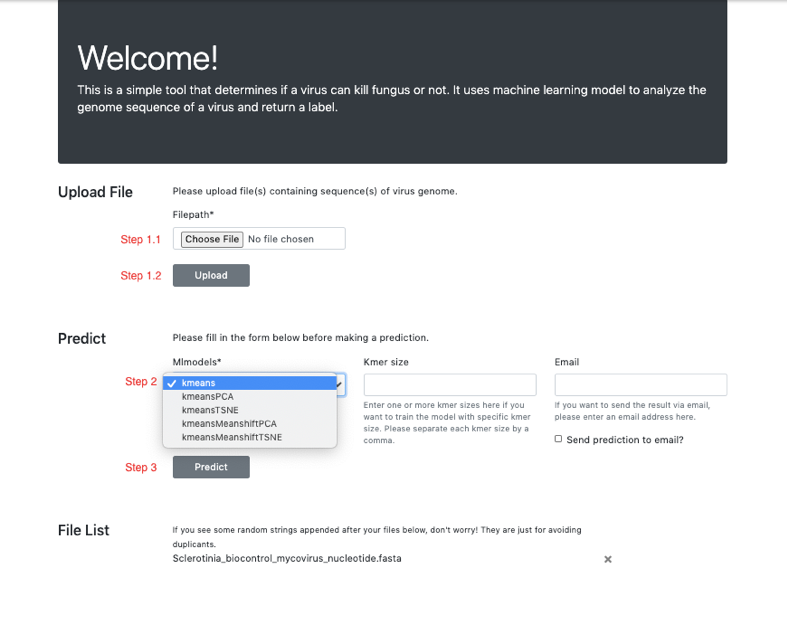 Welcome!
This is a simple tool that determines if a virus can kill fungus or not. It uses machine learning model to analyze the
genome sequence of a virus and return a label.
Upload File
Please upload file(s) containing sequence(s) of virus genome.
Filepath*
Step 1.1
Choose File No file chosen
Step 1.2
Upload
Predict
Please fill in the form below before making a prediction.
Mlmodels*
Kmer size
Email
Step 2
kmeans
kmeansPCA
kmeansTSNE
kmeansMeanshiftPCA
kmeansMeanshiftTSNE
Enter one or more kmer sizes here if you
want to train the model with specific kmer
size. Please separate each kmer size by a
comma.
If you want to send the result via email,
please enter an email address here.
Send prediction to email?
Step 3
Predict
File List
If you see some random strings appended after your files below, don't worry! They are just for avoiding
duplicants.
Sclerotinia_biocontrol_mycovirus_nucleotide.fasta